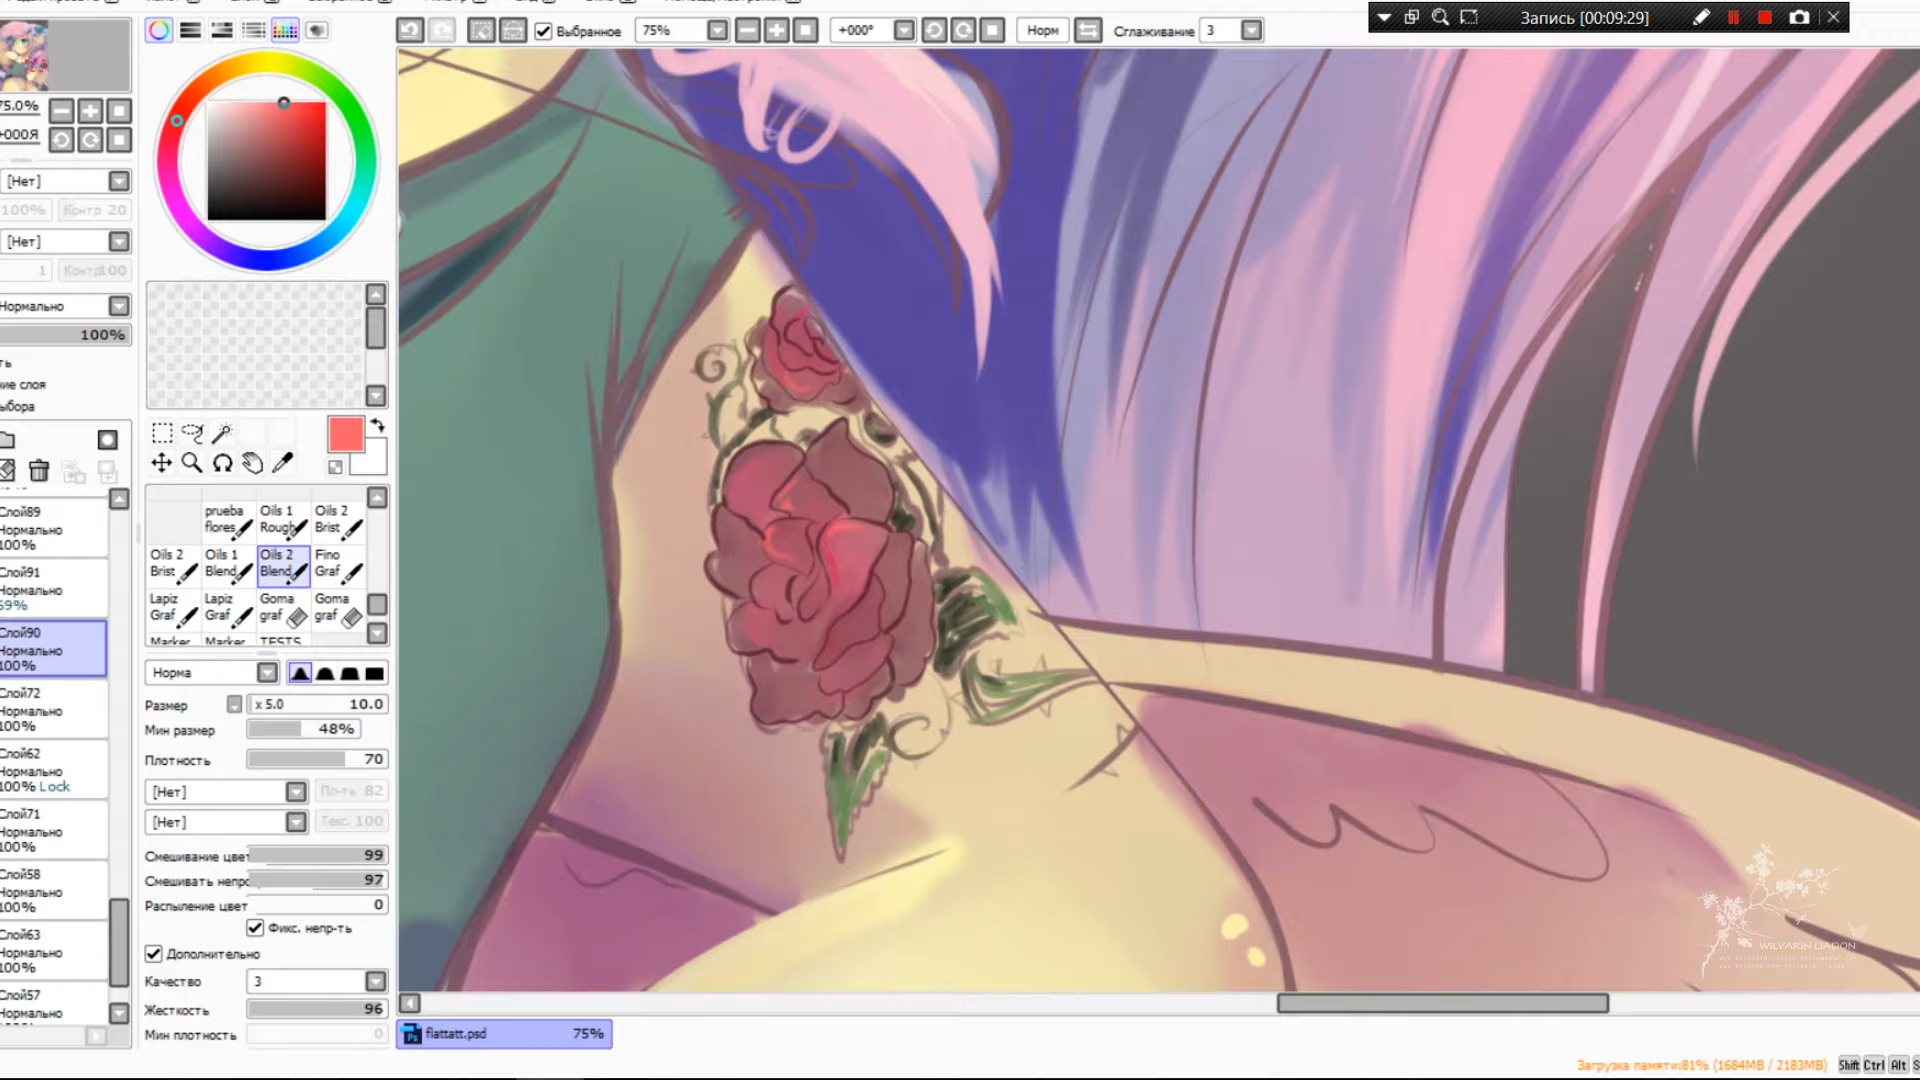 Выбранное
75%
+000°
Норм
Сглаживание
3
Запись [00:09:29]
75.0%
+000Я
[Нет]
100%
Контр 20
[Нет]
1
Контр100
Нормально
100%
ть
ние слоя
ыбора
Слой89
Нормально
100%
Слой91
Нормально
59%
Слой90
Нормально
100%
Слой72
Нормально
100%
Слой62
Нормально
100% Lock
Слой71
Нормально
100%
Слой58
Нормально
100%
Слой63
Нормально
100%
Слой57
Нормально
prueba flores
Oils 1 Rough
Oils 2 Brist
Oils 2 Brist
Oils 1 Blend
Oils 2 Blend
Fino Graf
Lapiz Graf
Lapiz Graf
Goma graf
Goma graf
Marker
Marker
TESTS
Норма
Размер
x 5.0
10.0
Мин размер
48%
Плотность
70
[Нет]
Пл-ть 82
[Нет]
Текс. 100
Смешивание цвет
99
Смешивать непро
97
Распыление цвет
0
Фикс. непр-ть
Дополнительно
Качество
3
Жесткость
96
Мин плотность
0
flattatt.psd
75%
WILVARIN LIADON
Загрузка памяти:81% (1684MB / 2183MB)
Shift Ctrl Alt